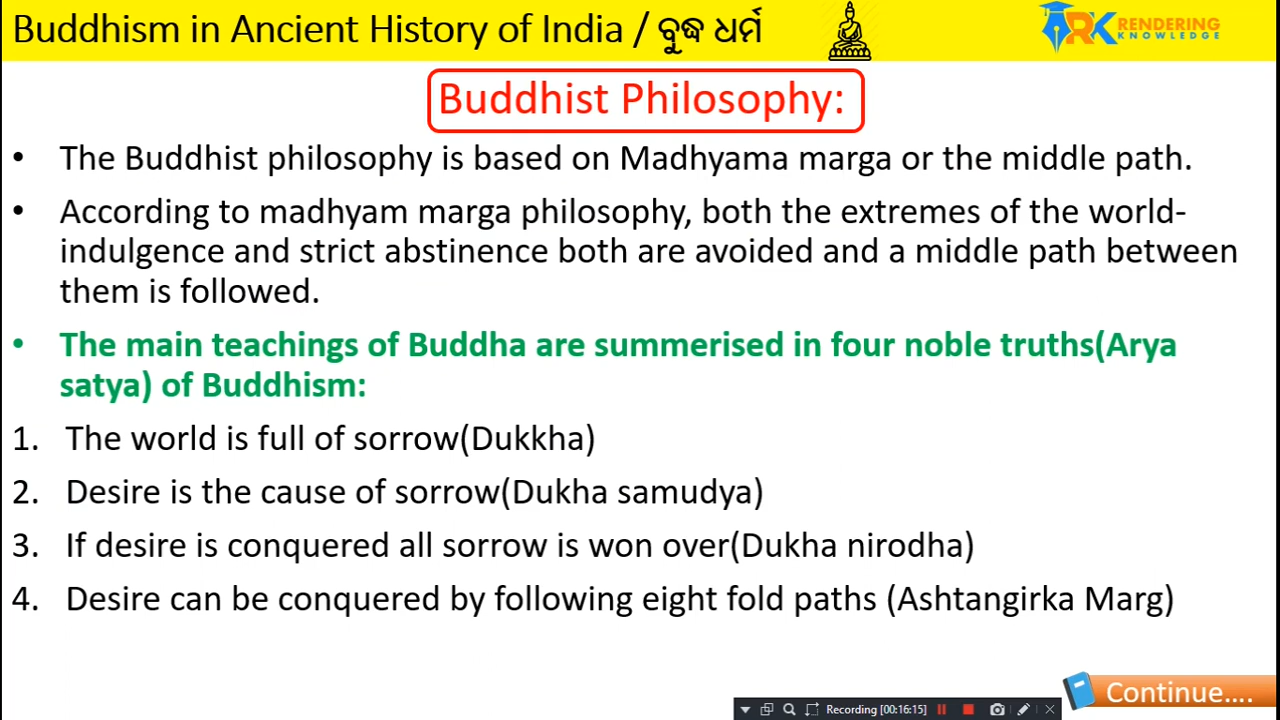 Buddhism in Ancient History of India / ବୁଦ୍ଧ ଧର୍ମ
RK RENDERING
KNOWLEDGE
Buddhist Philosophy:
• The Buddhist philosophy is based on Madhyama marga or the middle path.
• According to madhyam marga philosophy, both the extremes of the world-
indulgence and strict abstinence both are avoided and a middle path between
them is followed.
• The main teachings of Buddha are summerised in four noble truths(Arya
satya) of Buddhism:
1. The world is full of sorrow(Dukkha)
2. Desire is the cause of sorrow(Dukha samudya)
3. If desire is conquered all sorrow is won over(Dukha nirodha)
4. Desire can be conquered by following eight fold paths (Ashtangirka Marg)
Continue....
Recording [00:16:15]